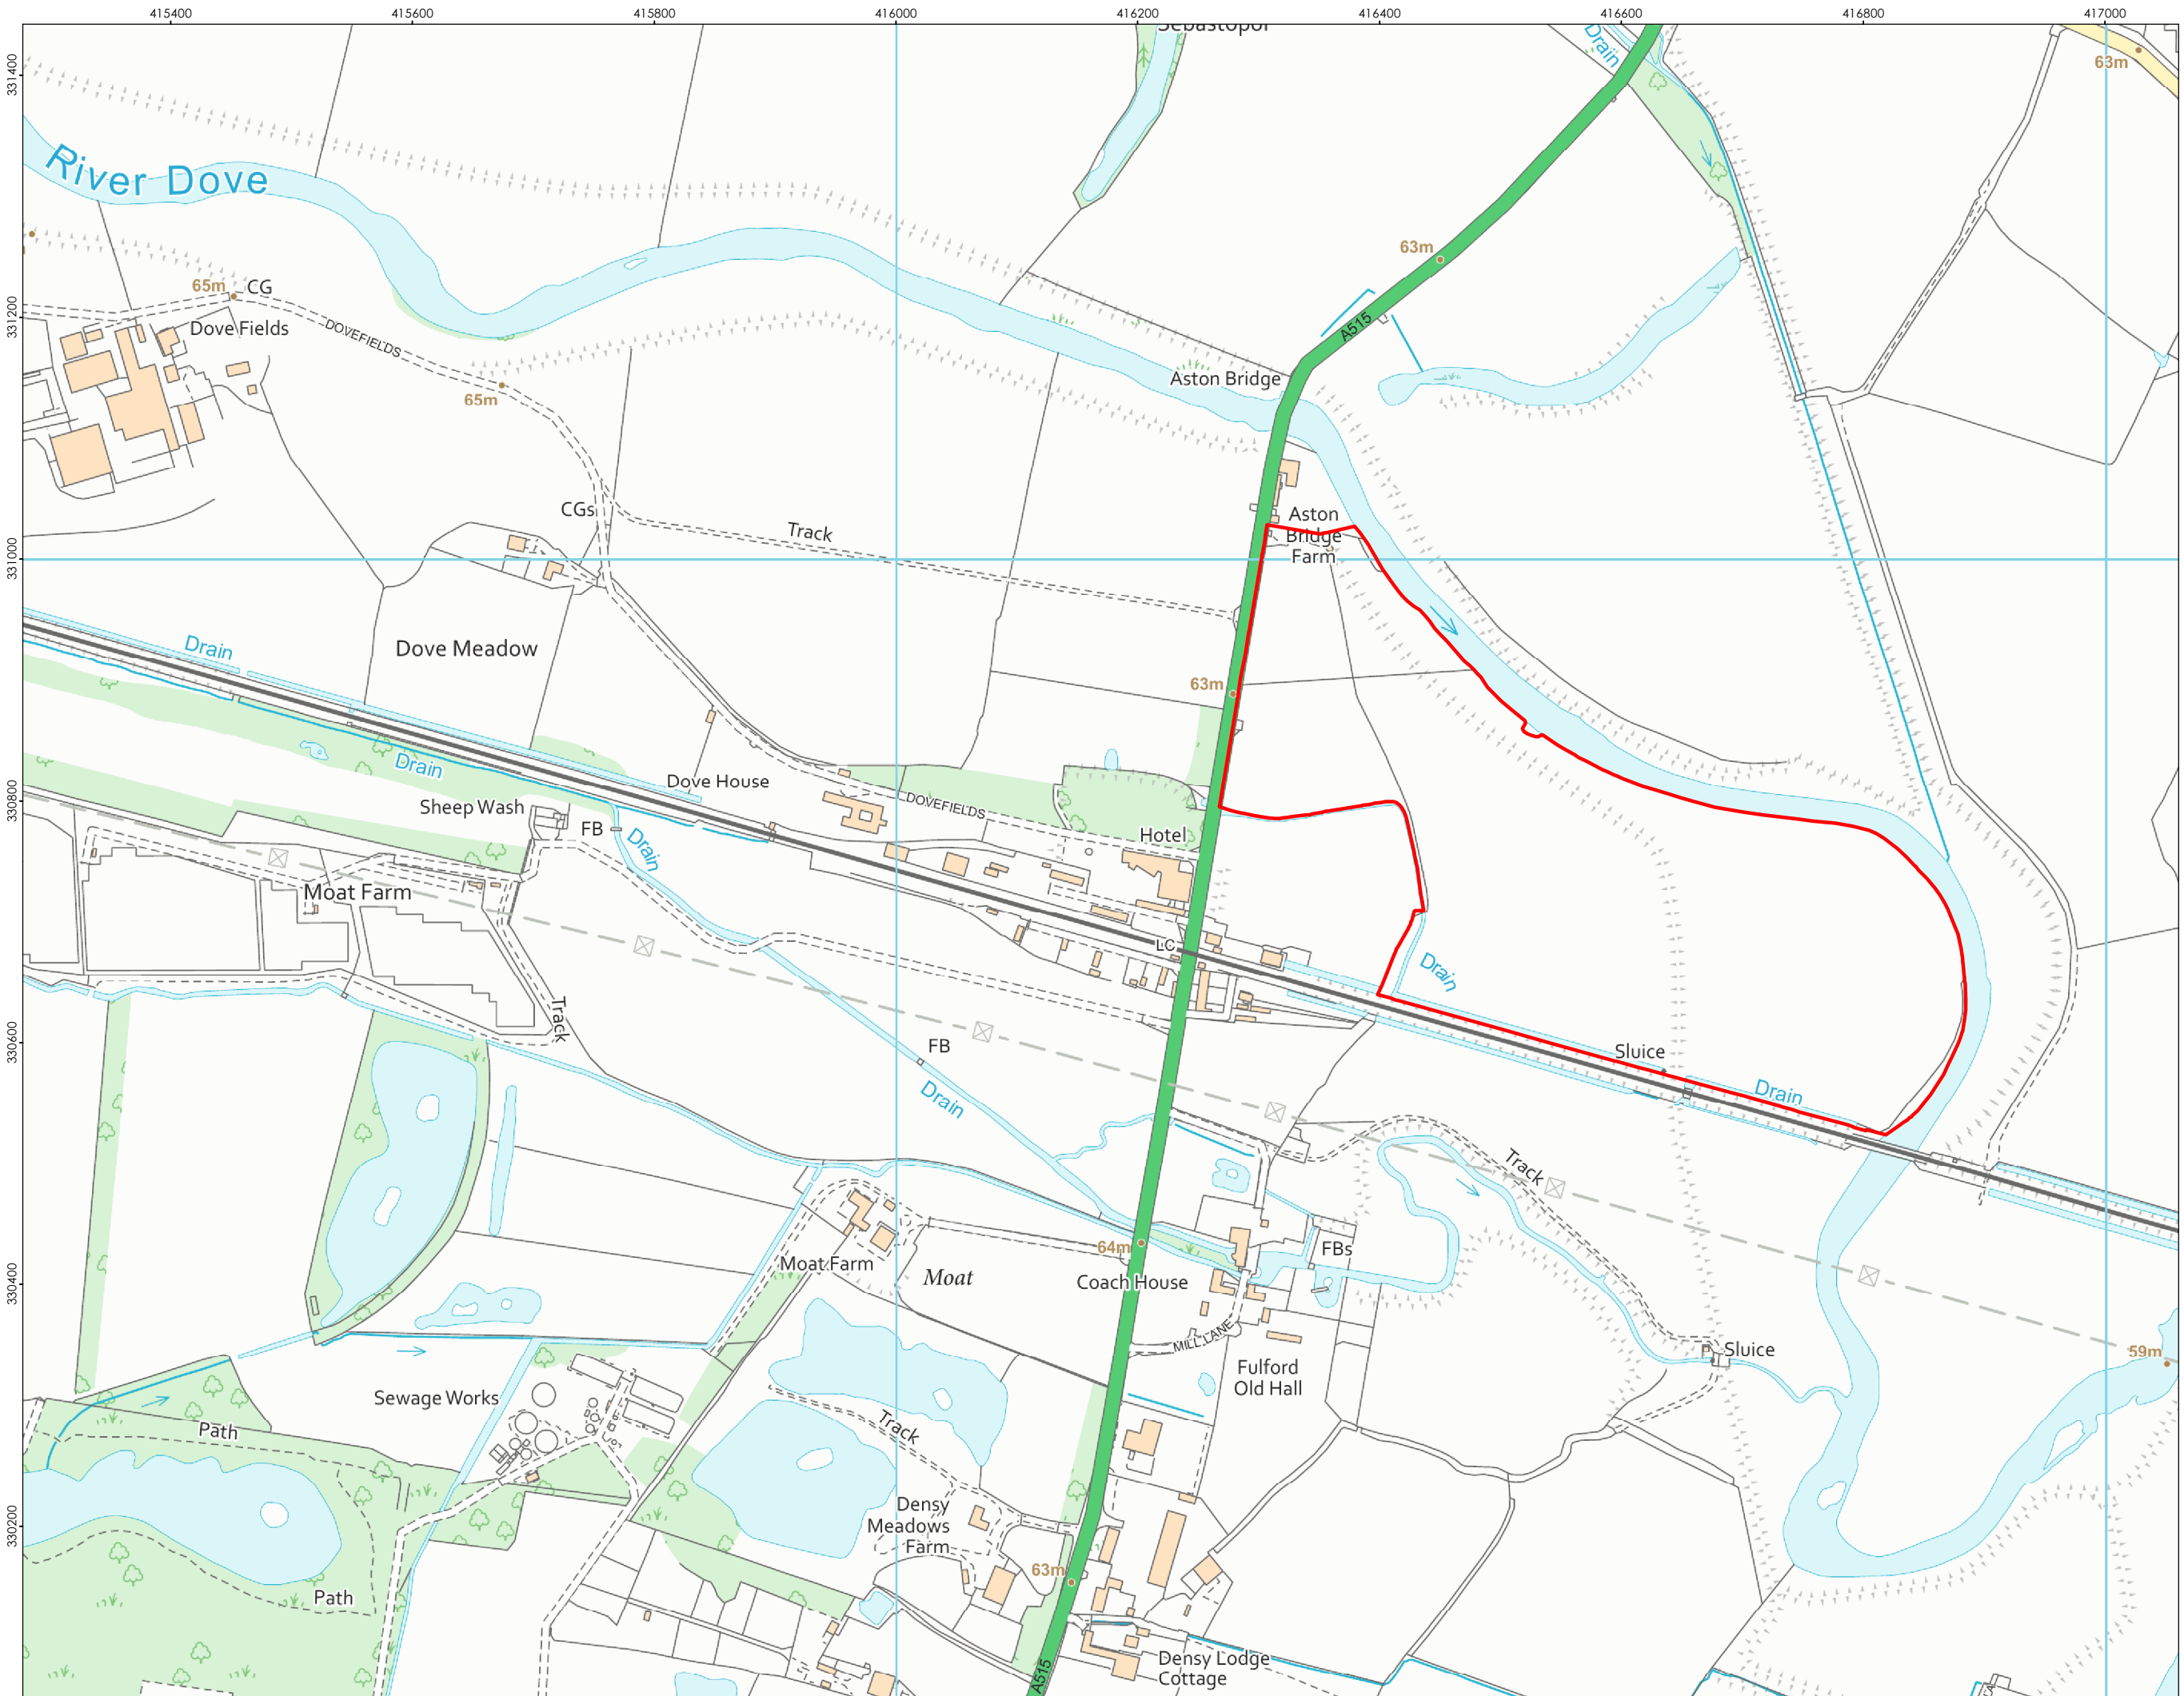 415400 415600 415800 416000 416200 416400 416600 416800 417000
331400
331200
331000
330800
330600
330400
330200
Sebastopol
Drain
63m
River Dove
63m
65m
CG
Dove Fields
DOVEFIELDS
65m
A515
Aston Bridge
CGs
Track
Aston
Bridge
Farm
Drain
Dove Meadow
63m
Drain
Dove House
Sheep Wash
FB
Drain
DOVEFIELDS
Hotel
Moat Farm
LC
Drain
Track
FB
Sluice
Drain
Drain
Track
64m
FBs
Moat Farm
Moat
Coach House
MILL LANE
Sluice
59m
Fulford
Old Hall
Sewage Works
Path
Track
Densy
Meadows
Farm
63m
Path
Densy Lodge
Cottage
A515